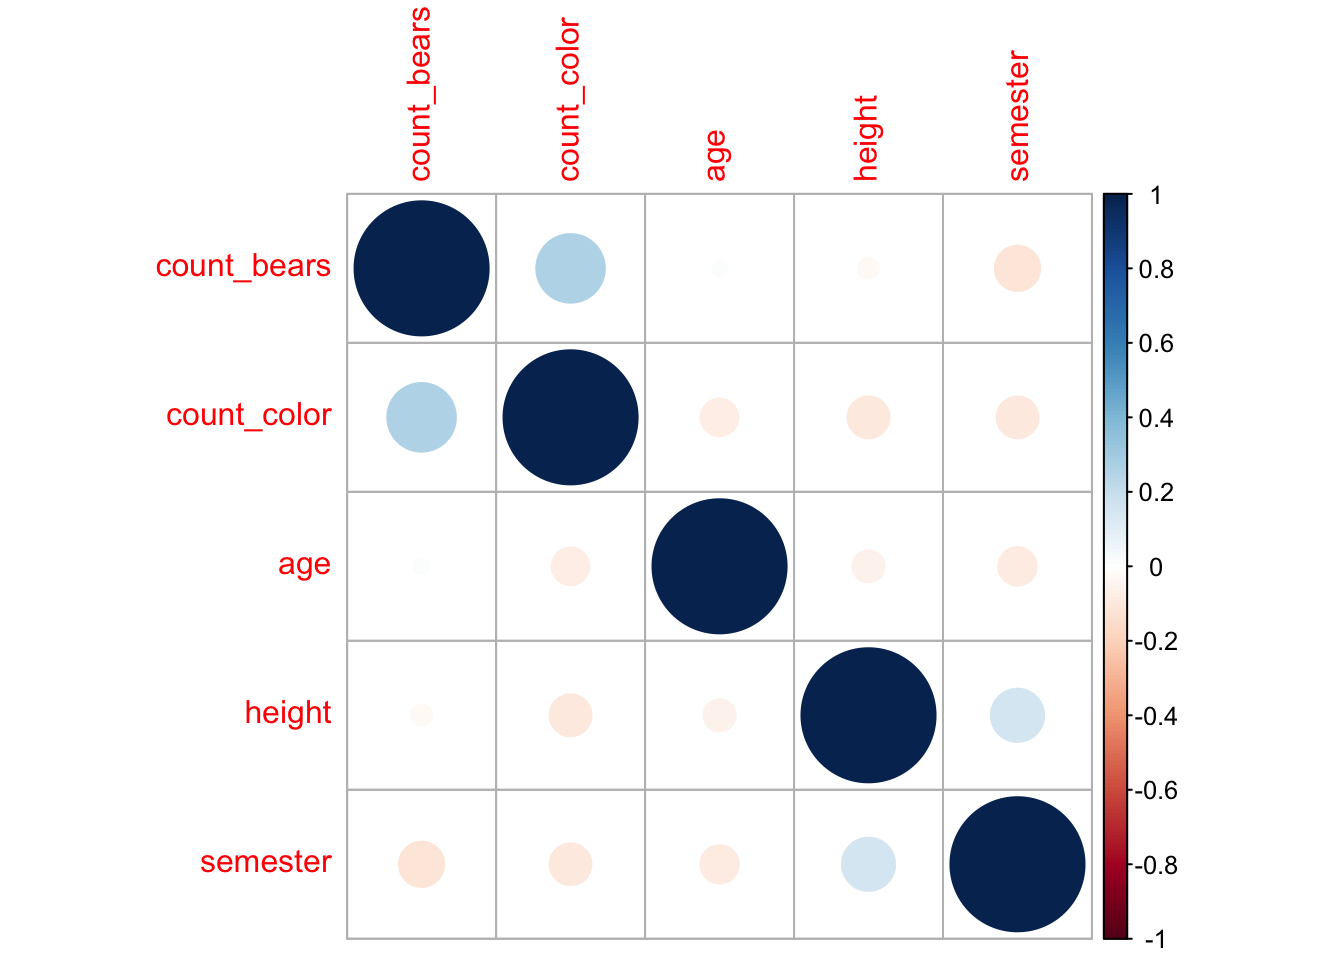 count_bears
count_color
age
height
semester
count_bears
count_color
age
height
semester
1
0.8
0.6
0.4
0.2
0
-0.2
-0.4
-0.6
-0.8
-1